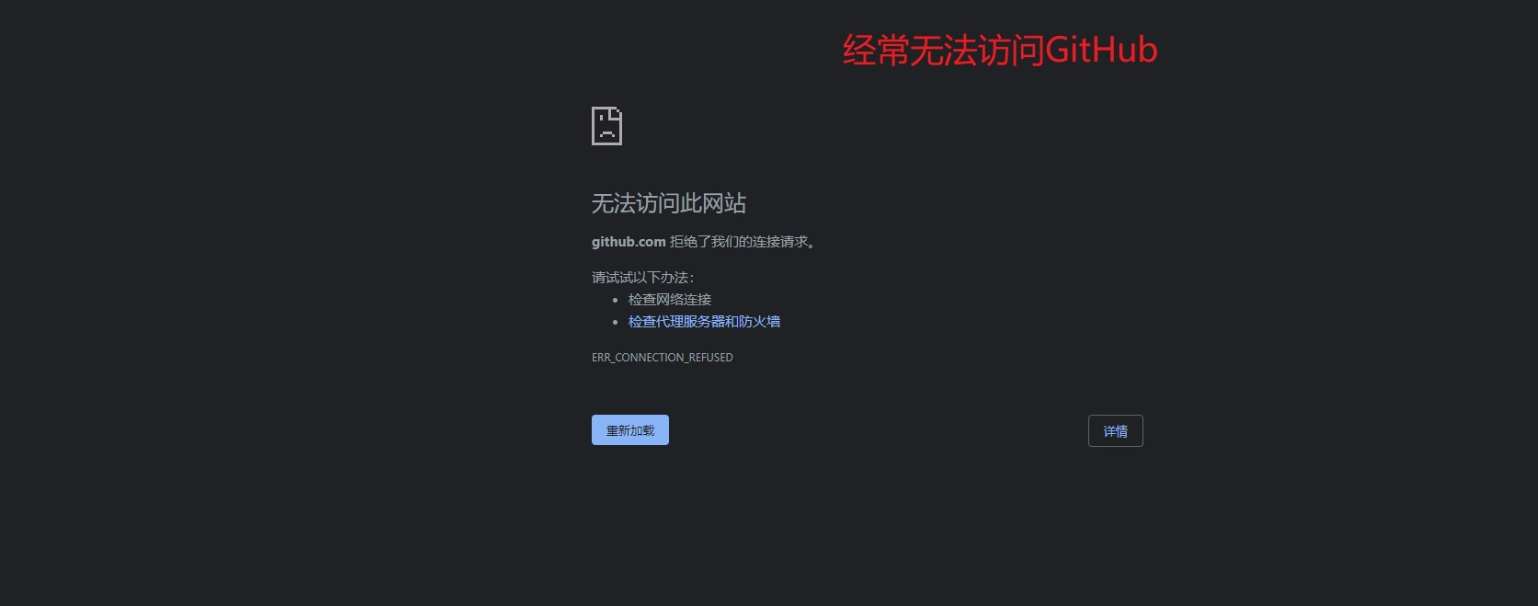 经常无法访问GitHub
无法访问此网站
github.com 拒绝了我们的连接请求。
请试试以下办法：
检查网络连接
检查代理服务器和防火墙
ERR_CONNECTION_REFUSED
重新加载
详情